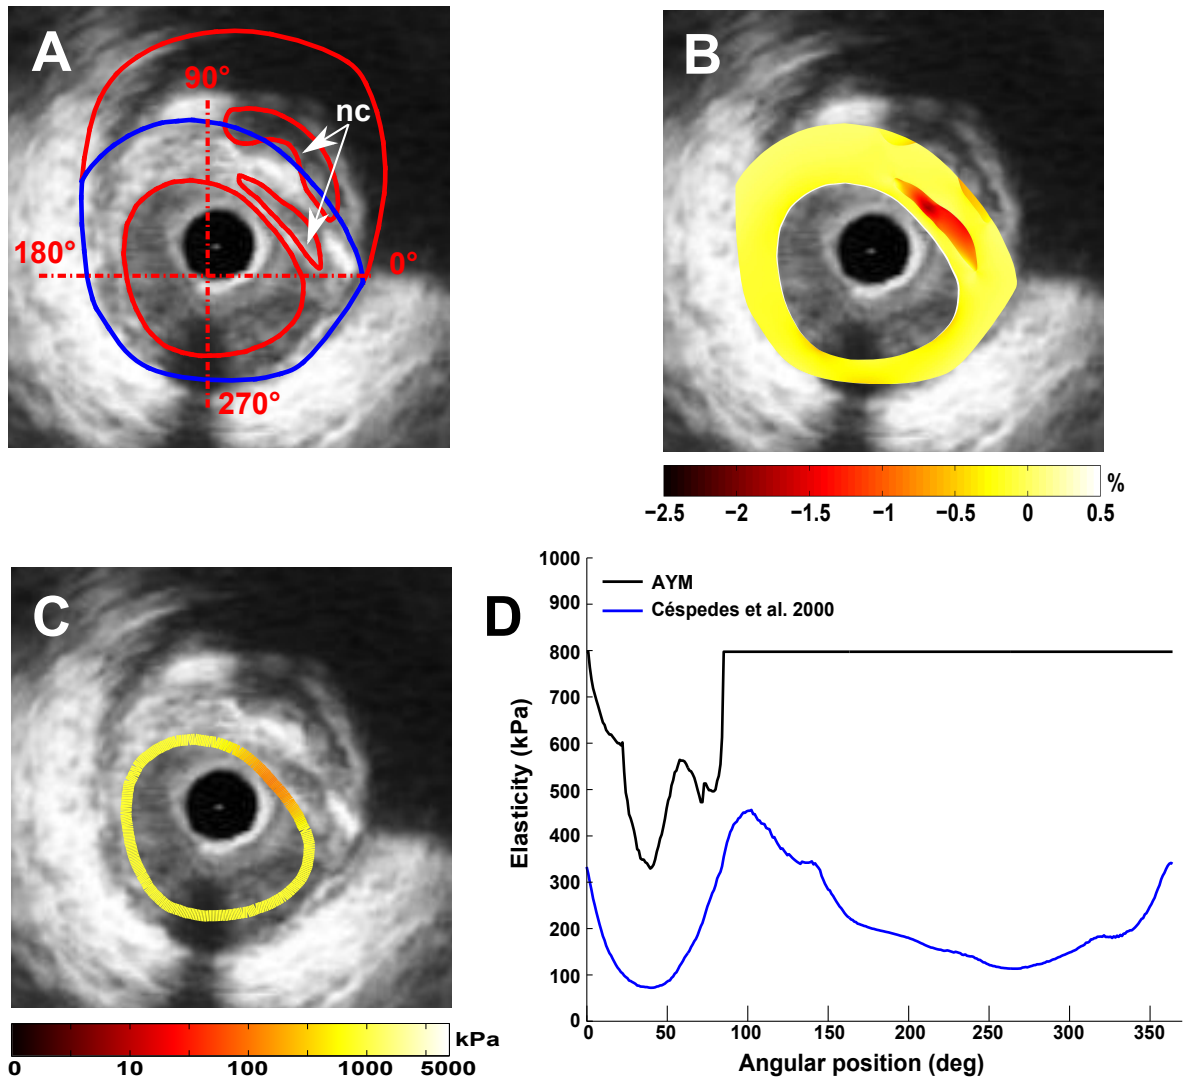 A
90°
nc
180°
0°
270°
B
%
−2.5 −2 −1.5 −1 −0.5 0 0.5
C
kPa
0 10 100 1000 5000
D
AYM
Céspedes et al. 2000
Elasticity (kPa)
1000
900
800
700
600
500
400
300
200
100
0
0 50 100 150 200 250 300 350
Angular position (deg)